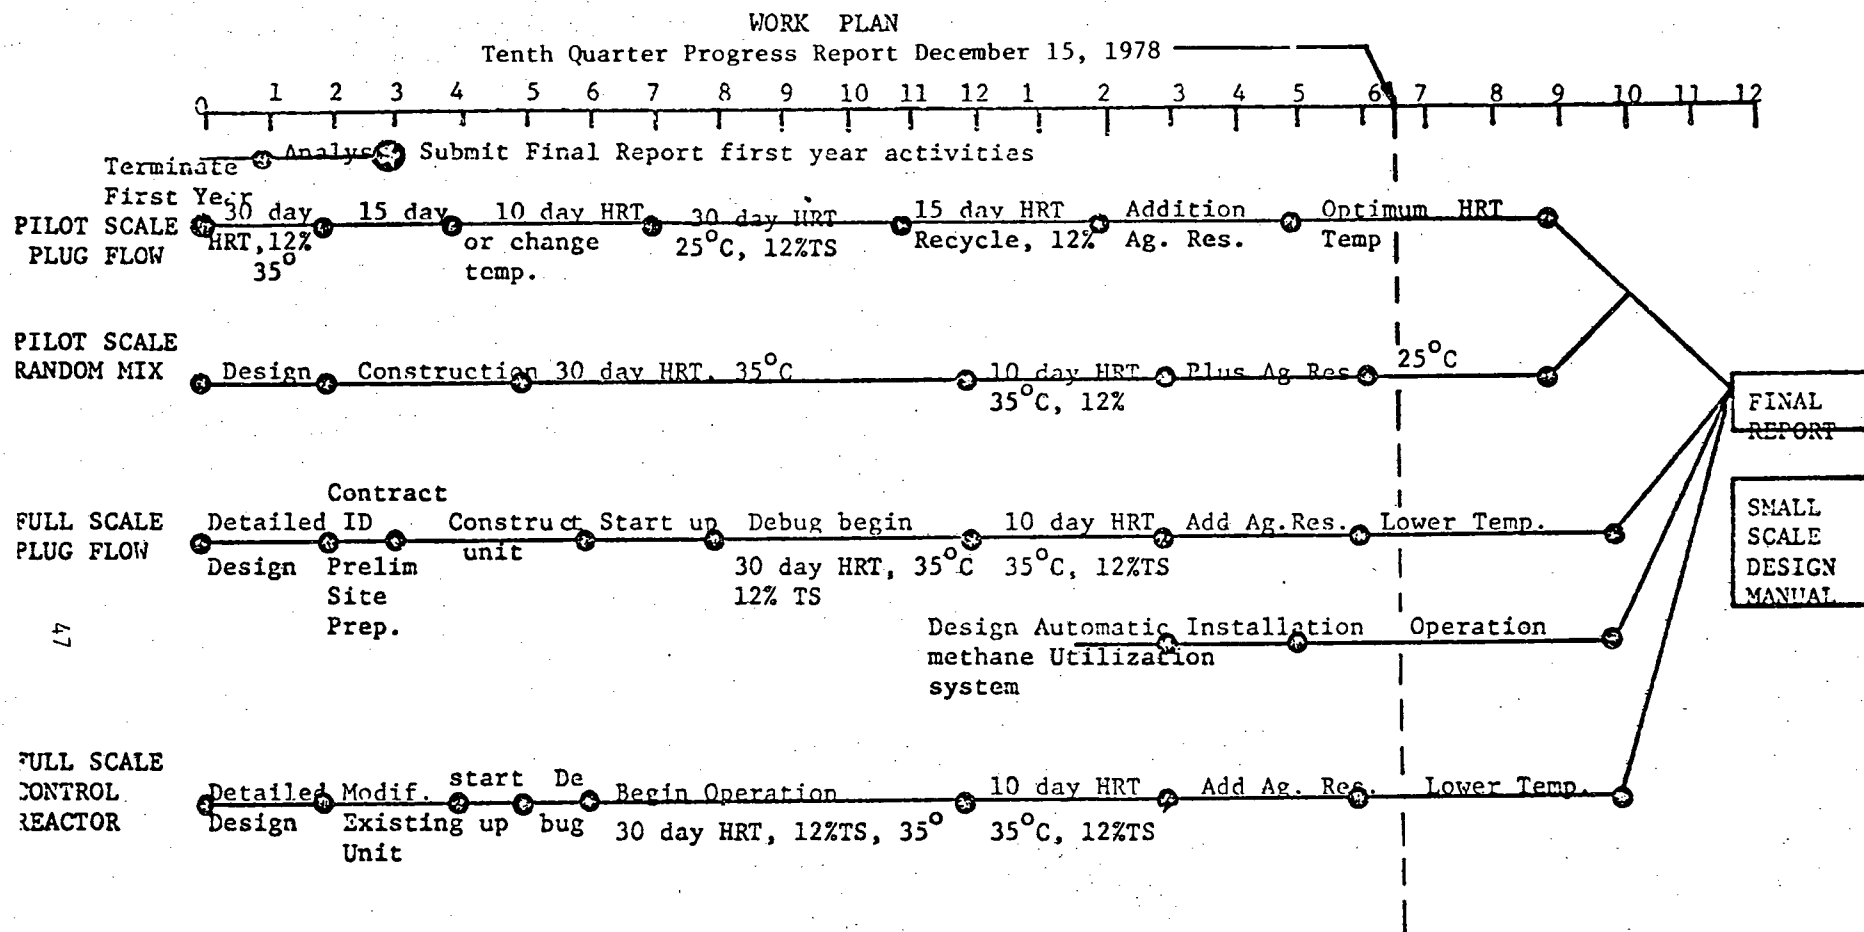 WORK PLAN
Tenth Quarter Progress Report December 15, 1978
0 1 2 3 4 5 6 7 8 9 10 11 12 1 2 3 4 5 6 7 8 9 10 11 12
Analys Submit Final Report first year activities
Terminate
First Year
PILOT SCALE
PLUG FLOW
30 day
HRT, 12%
35°
15 day
10 day HRT
or change
temp.
30 day HRT
25°C, 12%TS
15 day HRT
Recycle, 12%
Addition
Ag. Res.
Optimum HRT
Temp
PILOT SCALE
RANDOM MIX
Design
Construction
30 day HRT, 35°C
10 day HRT
35°C, 12%
Plus Ag Res
25°C
FULL SCALE
PLUG FLOW
Detailed
Design
Contract
ID
Prelim
Site
Prep.
Construct
unit
Start up
Debug begin
30 day HRT, 35°C
12% TS
10 day HRT
35°C, 12%TS
Add Ag.Res.
Lower Temp.
Design Automatic
methane Utilization
system
Installation
Operation
FULL SCALE
CONTROL
REACTOR
Detailed
Design
Modif.
Existing
Unit
start
up
De
bug
Begin Operation
30 day HRT, 12%TS, 35°
10 day HRT
35°C, 12%TS
Add Ag. Res.
Lower Temp.
FINAL
REPORT
SMALL
SCALE
DESIGN
MANUAL
47